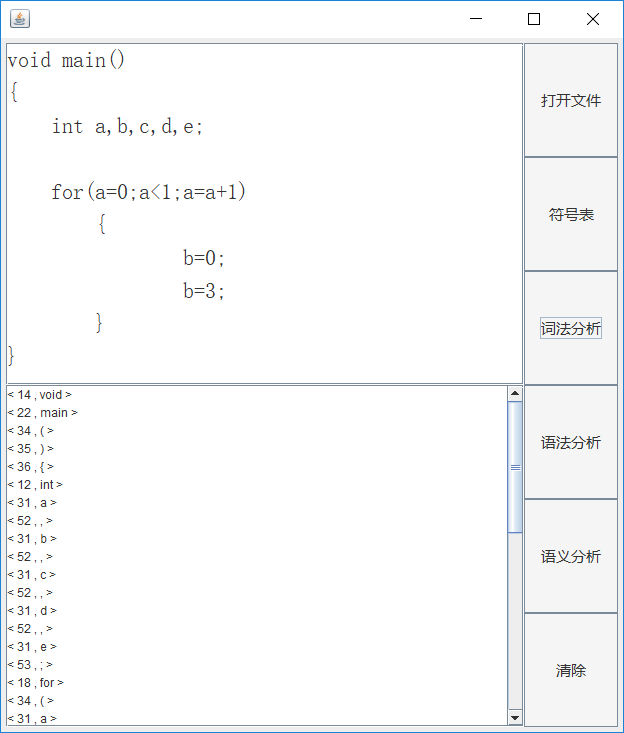 void main()
{
    int a,b,c,d,e;
    for(a=0;a<1;a=a+1)
        {
                b=0;
                b=3;
        }
}
< 14 , void >
< 22 , main >
< 34 , ( >
< 35 , ) >
< 36 , { >
< 12 , int >
< 31 , a >
< 52 , , >
< 31 , b >
< 52 , , >
< 31 , c >
< 52 , , >
< 31 , d >
< 52 , , >
< 31 , e >
< 53 , ; >
< 18 , for >
< 34 , ( >
< 31 , a >
打开文件
符号表
词法分析
语法分析
语义分析
清除